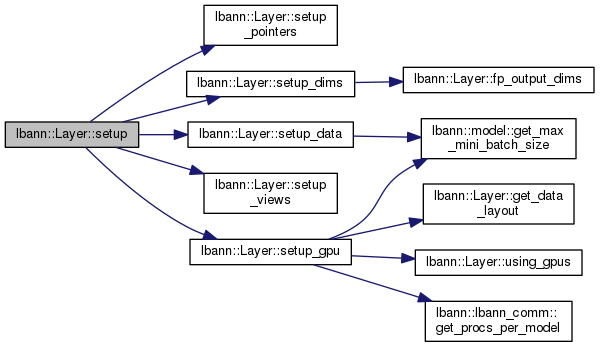 lbann::Layer::setup
lbann::Layer::setup
_pointers
lbann::Layer::setup_dims
lbann::Layer::fp_output_dims
lbann::Layer::setup_data
lbann::model::get_max
_mini_batch_size
lbann::Layer::setup
_views
lbann::Layer::get_data
_layout
lbann::Layer::setup_gpu
lbann::Layer::using_gpus
lbann::lbann_comm::
get_procs_per_model